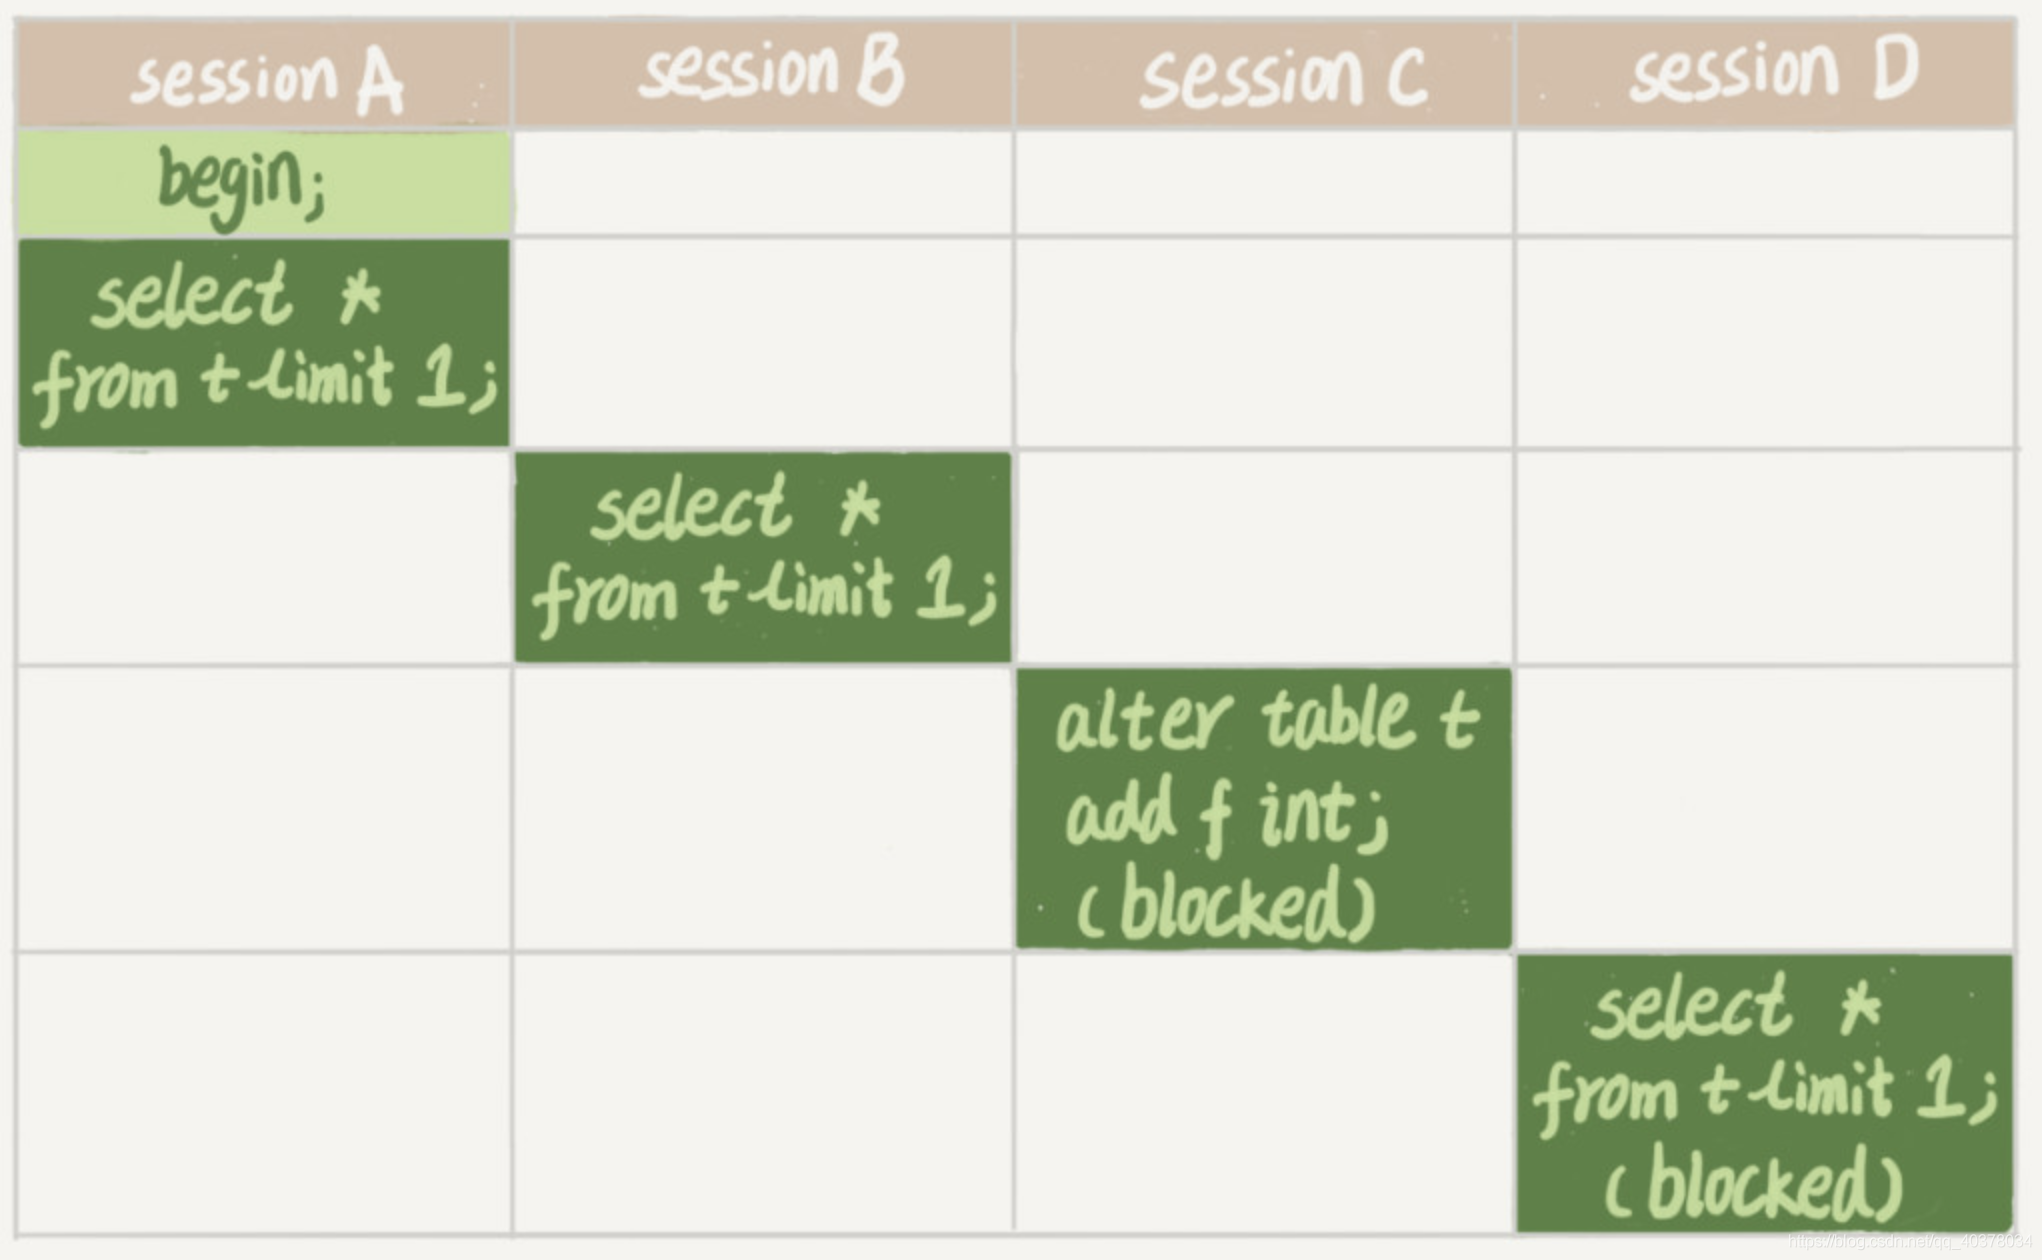 session A
session B
session C
session D
begin;
select *
from t limit 1;
select *
from t limit 1;
alter table t
add f int;
(blocked)
select *
from t limit 1;
(blocked)
https://blog.csdn.net/qq_40378034